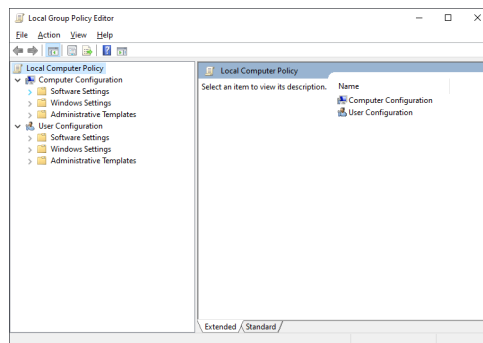 Local Group Policy Editor
File Action View Help
Local Computer Policy
Computer Configuration
Software Settings
Windows Settings
Administrative Templates
User Configuration
Software Settings
Windows Settings
Administrative Templates
Local Computer Policy
Select an item to view its description.
Name
Computer Configuration
User Configuration
Extended Standard